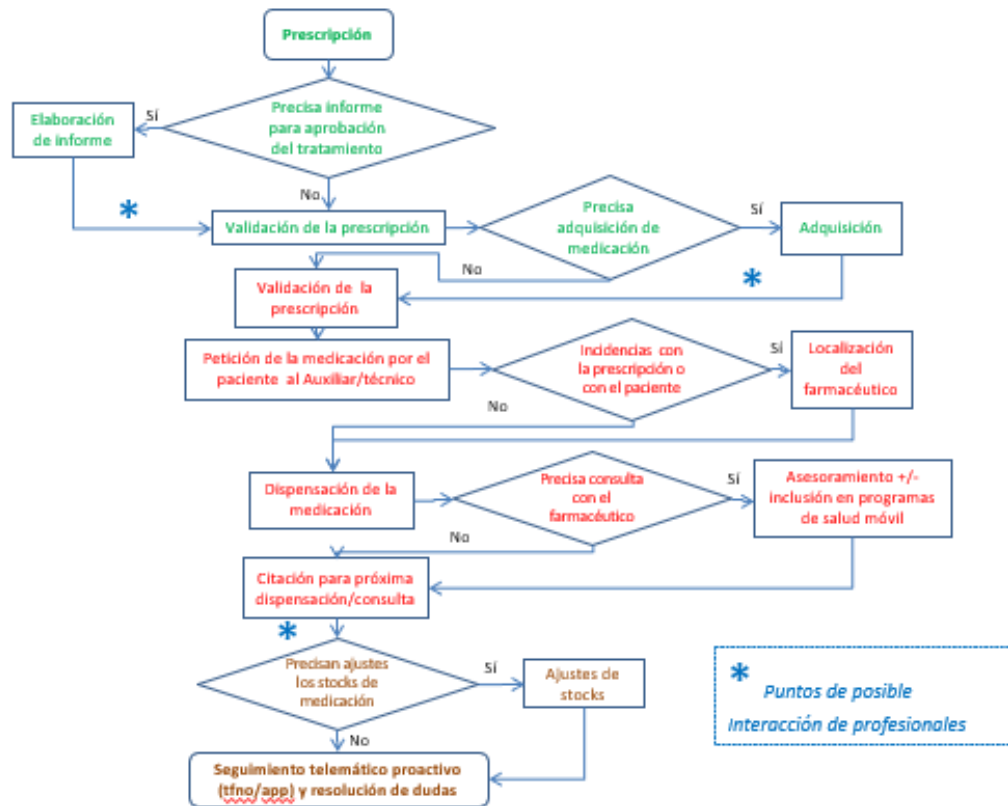 Prescripción
Precisa informe
para aprobación
del tratamiento
Sí
Elaboración
de informe
No
*
Validación de la prescripción
Precisa
adquisición de
medicación
Sí
Adquisición
No
*
Validación de la
prescripción
Petición de la medicación por el
paciente al Auxiliar/técnico
Incidencias con
la prescripción o
con el paciente
Sí
Localización
del
farmacéutico
No
Dispensación de la
medicación
Precisa consulta
con el
farmacéutico
Sí
Asesoramiento +/-
inclusión en programas
de salud móvil
No
Citación para próxima
dispensación/consulta
*
Precisan ajustes
los stocks de
medicación
Sí
Ajustes de
stocks
No
Seguimiento telemático proactivo
(tfno/app) y resolución de dudas
*
Puntos de posible
Interacción de profesionales